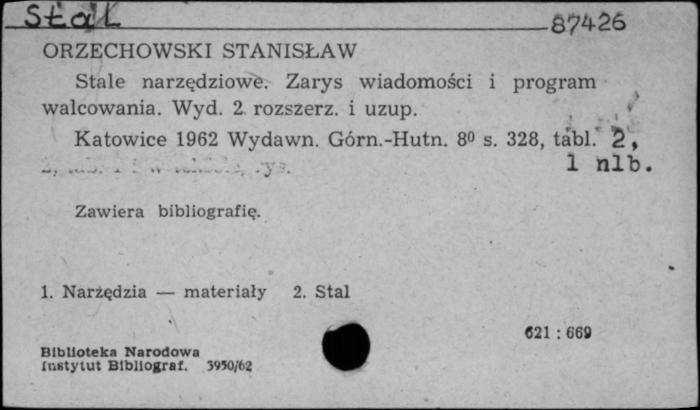 Stal
87426
ORZECHOWSKI STANISŁAW
Stale narzędziowe. Zarys wiadomości i program
walcowania. Wyd. 2 rozszerz. i uzup.
Katowice 1962 Wydawn. Górn.-Hutn. 8⁰ s. 328, tabl. 2,
1 nlb.
Zawiera bibliografię.
1. Narzędzia — materiały 2. Stal
621 : 669
Biblioteka Narodowa
Instytut Bibliograf. 3950/62